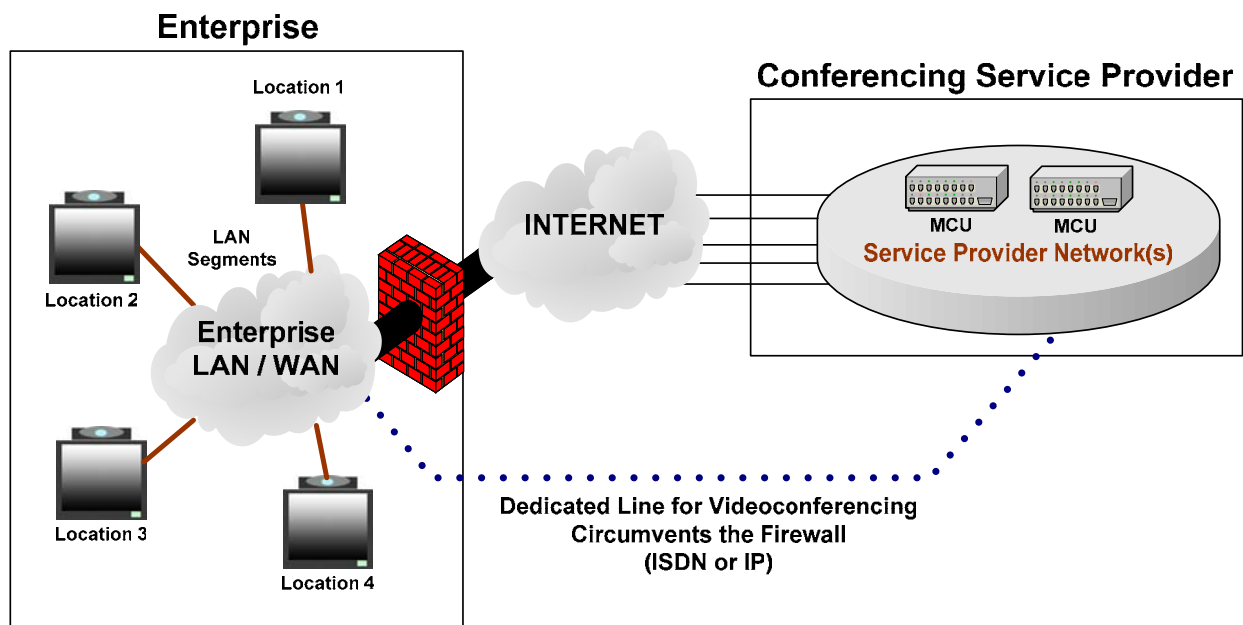 Enterprise
Conferencing Service Provider
Location 1
Location 2
LAN
Segments
INTERNET
MCU
MCU
Service Provider Network(s)
Enterprise
LAN / WAN
Location 3
Location 4
Dedicated Line for Videoconferencing
Circumvents the Firewall
(ISDN or IP)